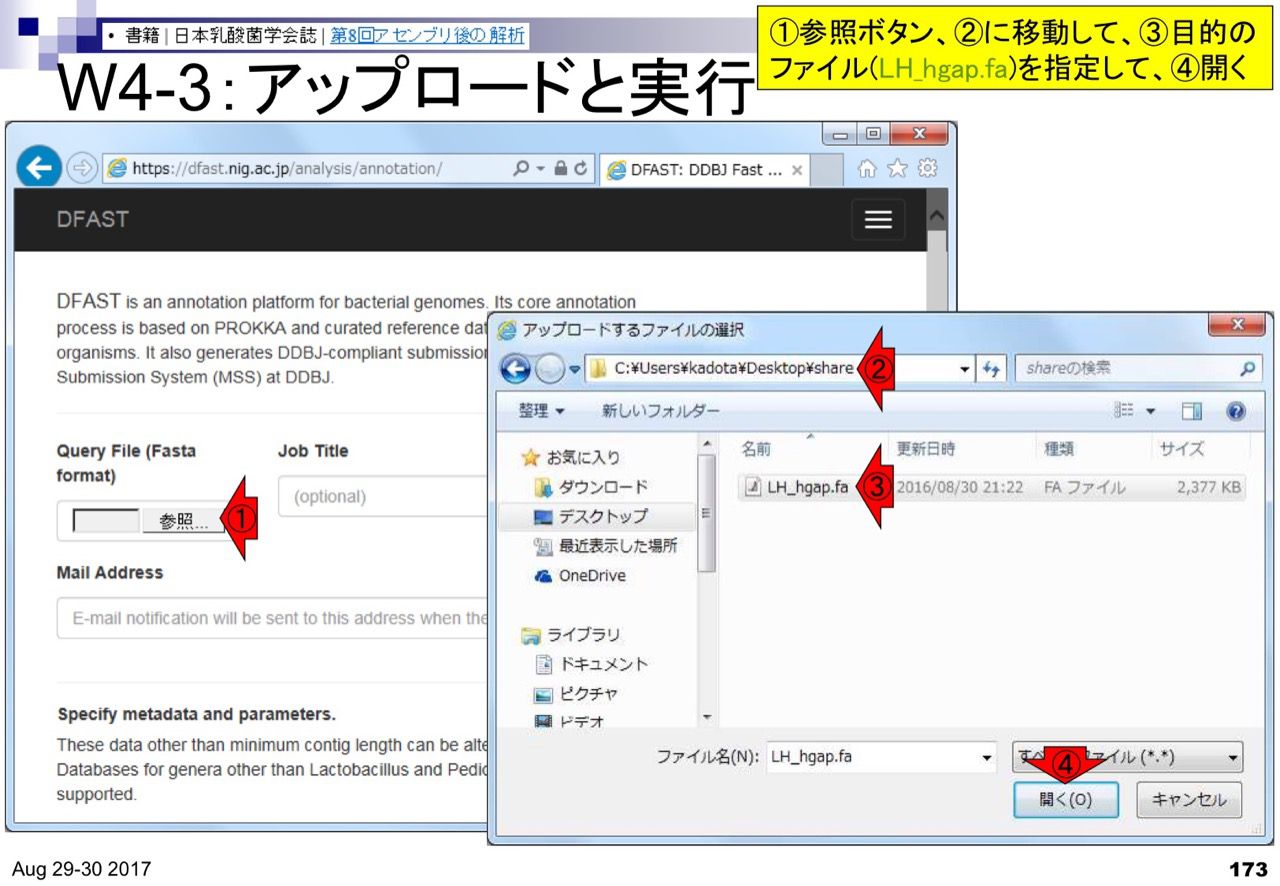 • 書籍 | 日本乳酸菌学会誌 | 第8回アセンブリ後の解析
W4-3：アップロードと実行
①参照ボタン、②に移動して、③目的の
ファイル(LH_hgap.fa)を指定して、④開く
https://dfast.nig.ac.jp/analysis/annotation/
DFAST: DDBJ Fast ...
DFAST
DFAST is an annotation platform for bacterial genomes. Its core annotation
process is based on PROKKA and curated reference dat
organisms. It also generates DDBJ-compliant submission
Submission System (MSS) at DDBJ.
Query File (Fasta
format)
Job Title
参照...
①
(optional)
Mail Address
E-mail notification will be sent to this address when the
Specify metadata and parameters.
These data other than minimum contig length can be alte
Databases for genera other than Lactobacillus and Pedic
supported.
アップロードするファイルの選択
C:¥Users¥kadota¥Desktop¥share
②
shareの検索
整理
新しいフォルダー
お気に入り
ダウンロード
デスクトップ
最近表示した場所
OneDrive
ライブラリ
ドキュメント
ピクチャ
ビデオ
名前
更新日時
種類
サイズ
LH_hgap.fa
③
2016/08/30 21:22
FA ファイル
2,377 KB
ファイル名(N):
LH_hgap.fa
ファイル (*.*)
④
開く(O)
キャンセル
Aug 29-30 2017
173